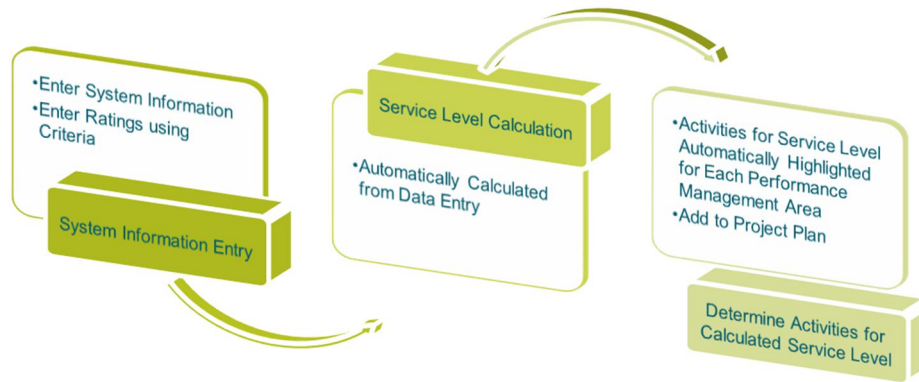 •Enter System Information
•Enter Ratings using
Criteria
System Information Entry
Service Level Calculation
•Automatically Calculated
from Data Entry
•Activities for Service Level
Automatically Highlighted
for Each Performance
Management Area
•Add to Project Plan
Determine Activities for
Calculated Service Level